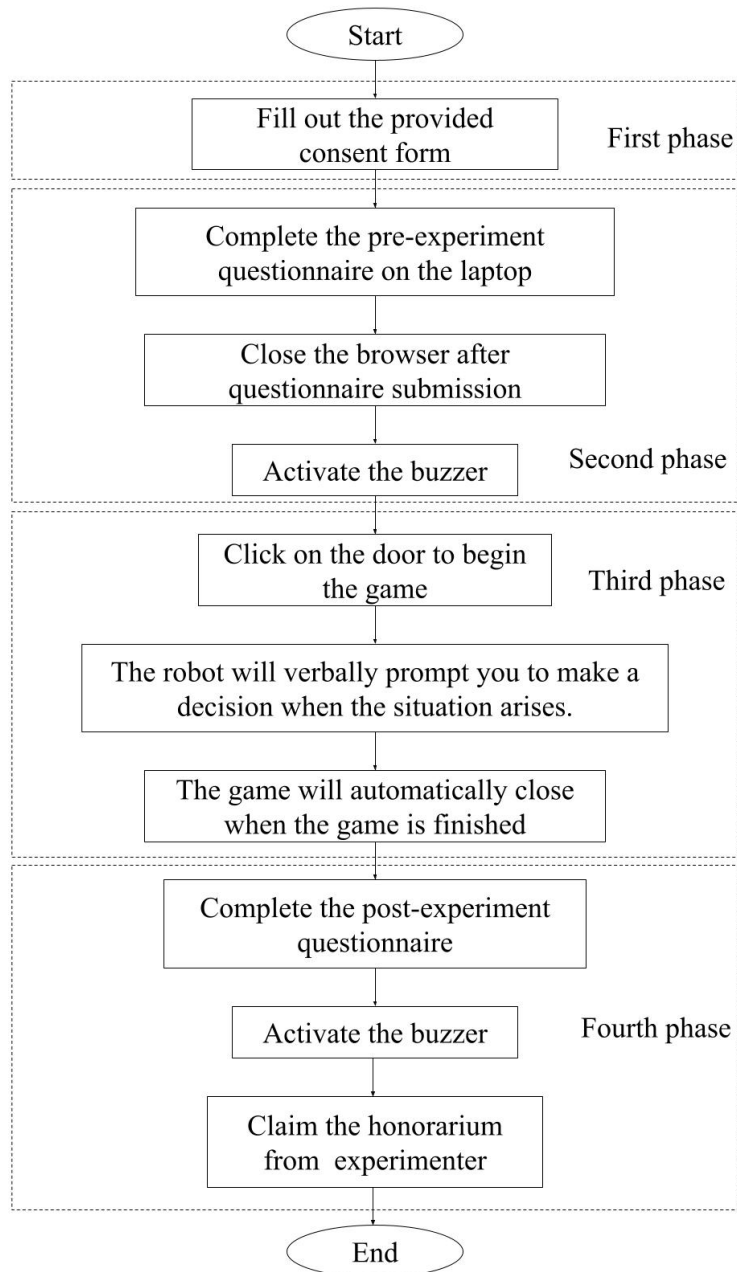 Start
Fill out the provided
consent form
First phase
Complete the pre-experiment
questionnaire on the laptop
Close the browser after
questionnaire submission
Activate the buzzer
Second phase
Click on the door to begin
the game
Third phase
The robot will verbally prompt you to make a
decision when the situation arises.
The game will automatically close
when the game is finished
Complete the post-experiment
questionnaire
Activate the buzzer
Fourth phase
Claim the honorarium
from experimenter
End